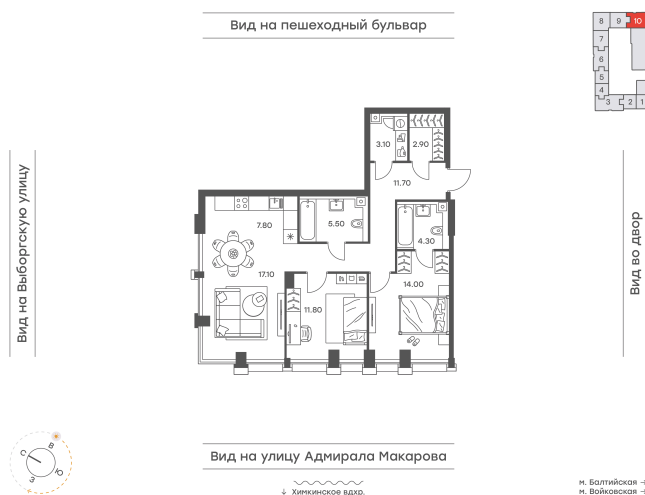 Вид на пешеходный бульвар
8 9 10
7
6
5
4
3 2 1
3.10
2.90
11.70
7.80
5.50
4.30
17.10
11.80
14.00
Вид на Выборгскую улицу
Вид во двор
Вид на улицу Адмирала Макарова
↓ Химкинское вдхр.
С
В
Ю
З
м. Балтийская →
м. Войковская →